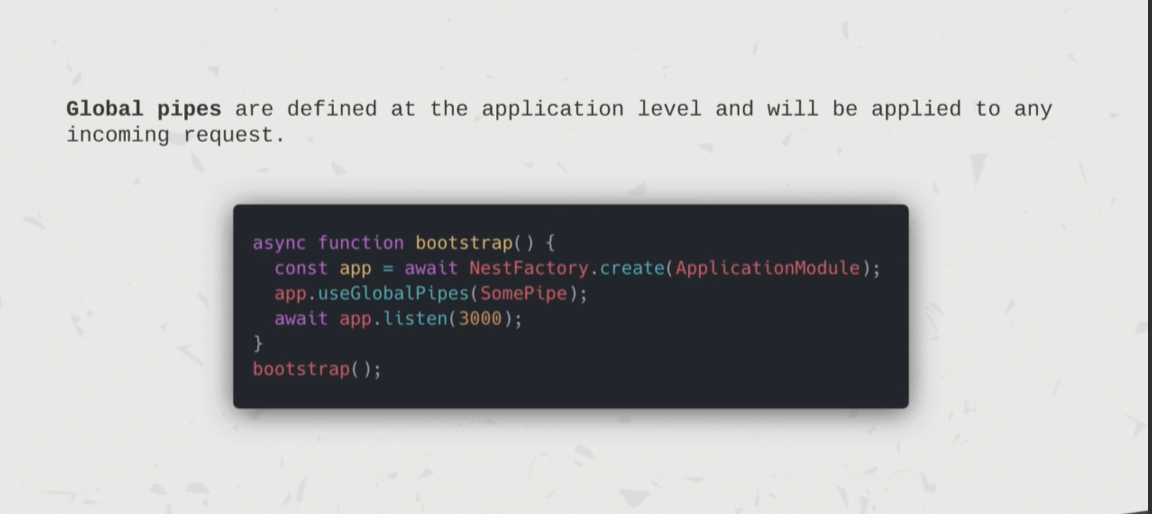 Global pipes are defined at the application level and will be applied to any
incoming request.
async function bootstrap() {
  const app = await NestFactory.create(ApplicationModule);
  app.useGlobalPipes(SomePipe);
  await app.listen(3000);
}
bootstrap();